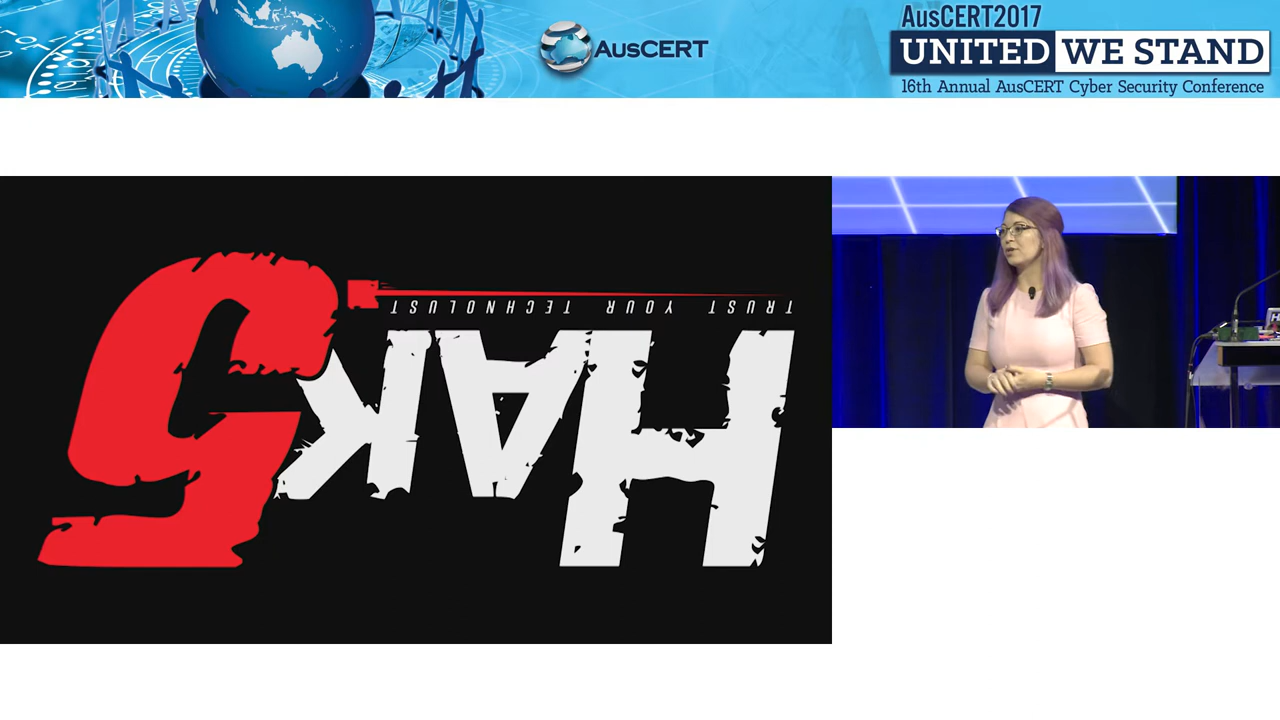 AusCERT2017
AusCERT
UNITED WE STAND
16th Annual AusCERT Cyber Security Conference
HAK5
TRUST YOUR TECHNOLUST